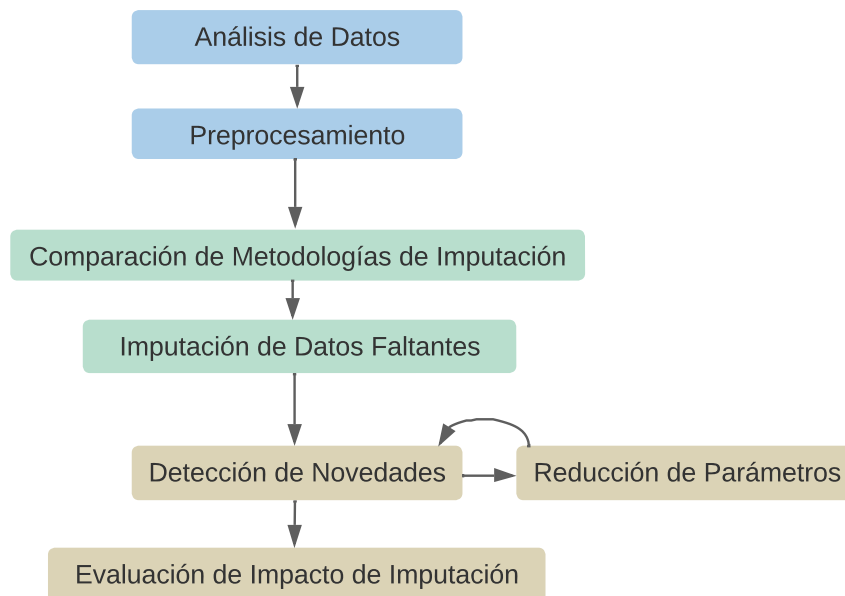 Análisis de Datos
Preprocesamiento
Comparación de Metodologías de Imputación
Imputación de Datos Faltantes
Detección de Novedades
Reducción de Parámetros
Evaluación de Impacto de Imputación